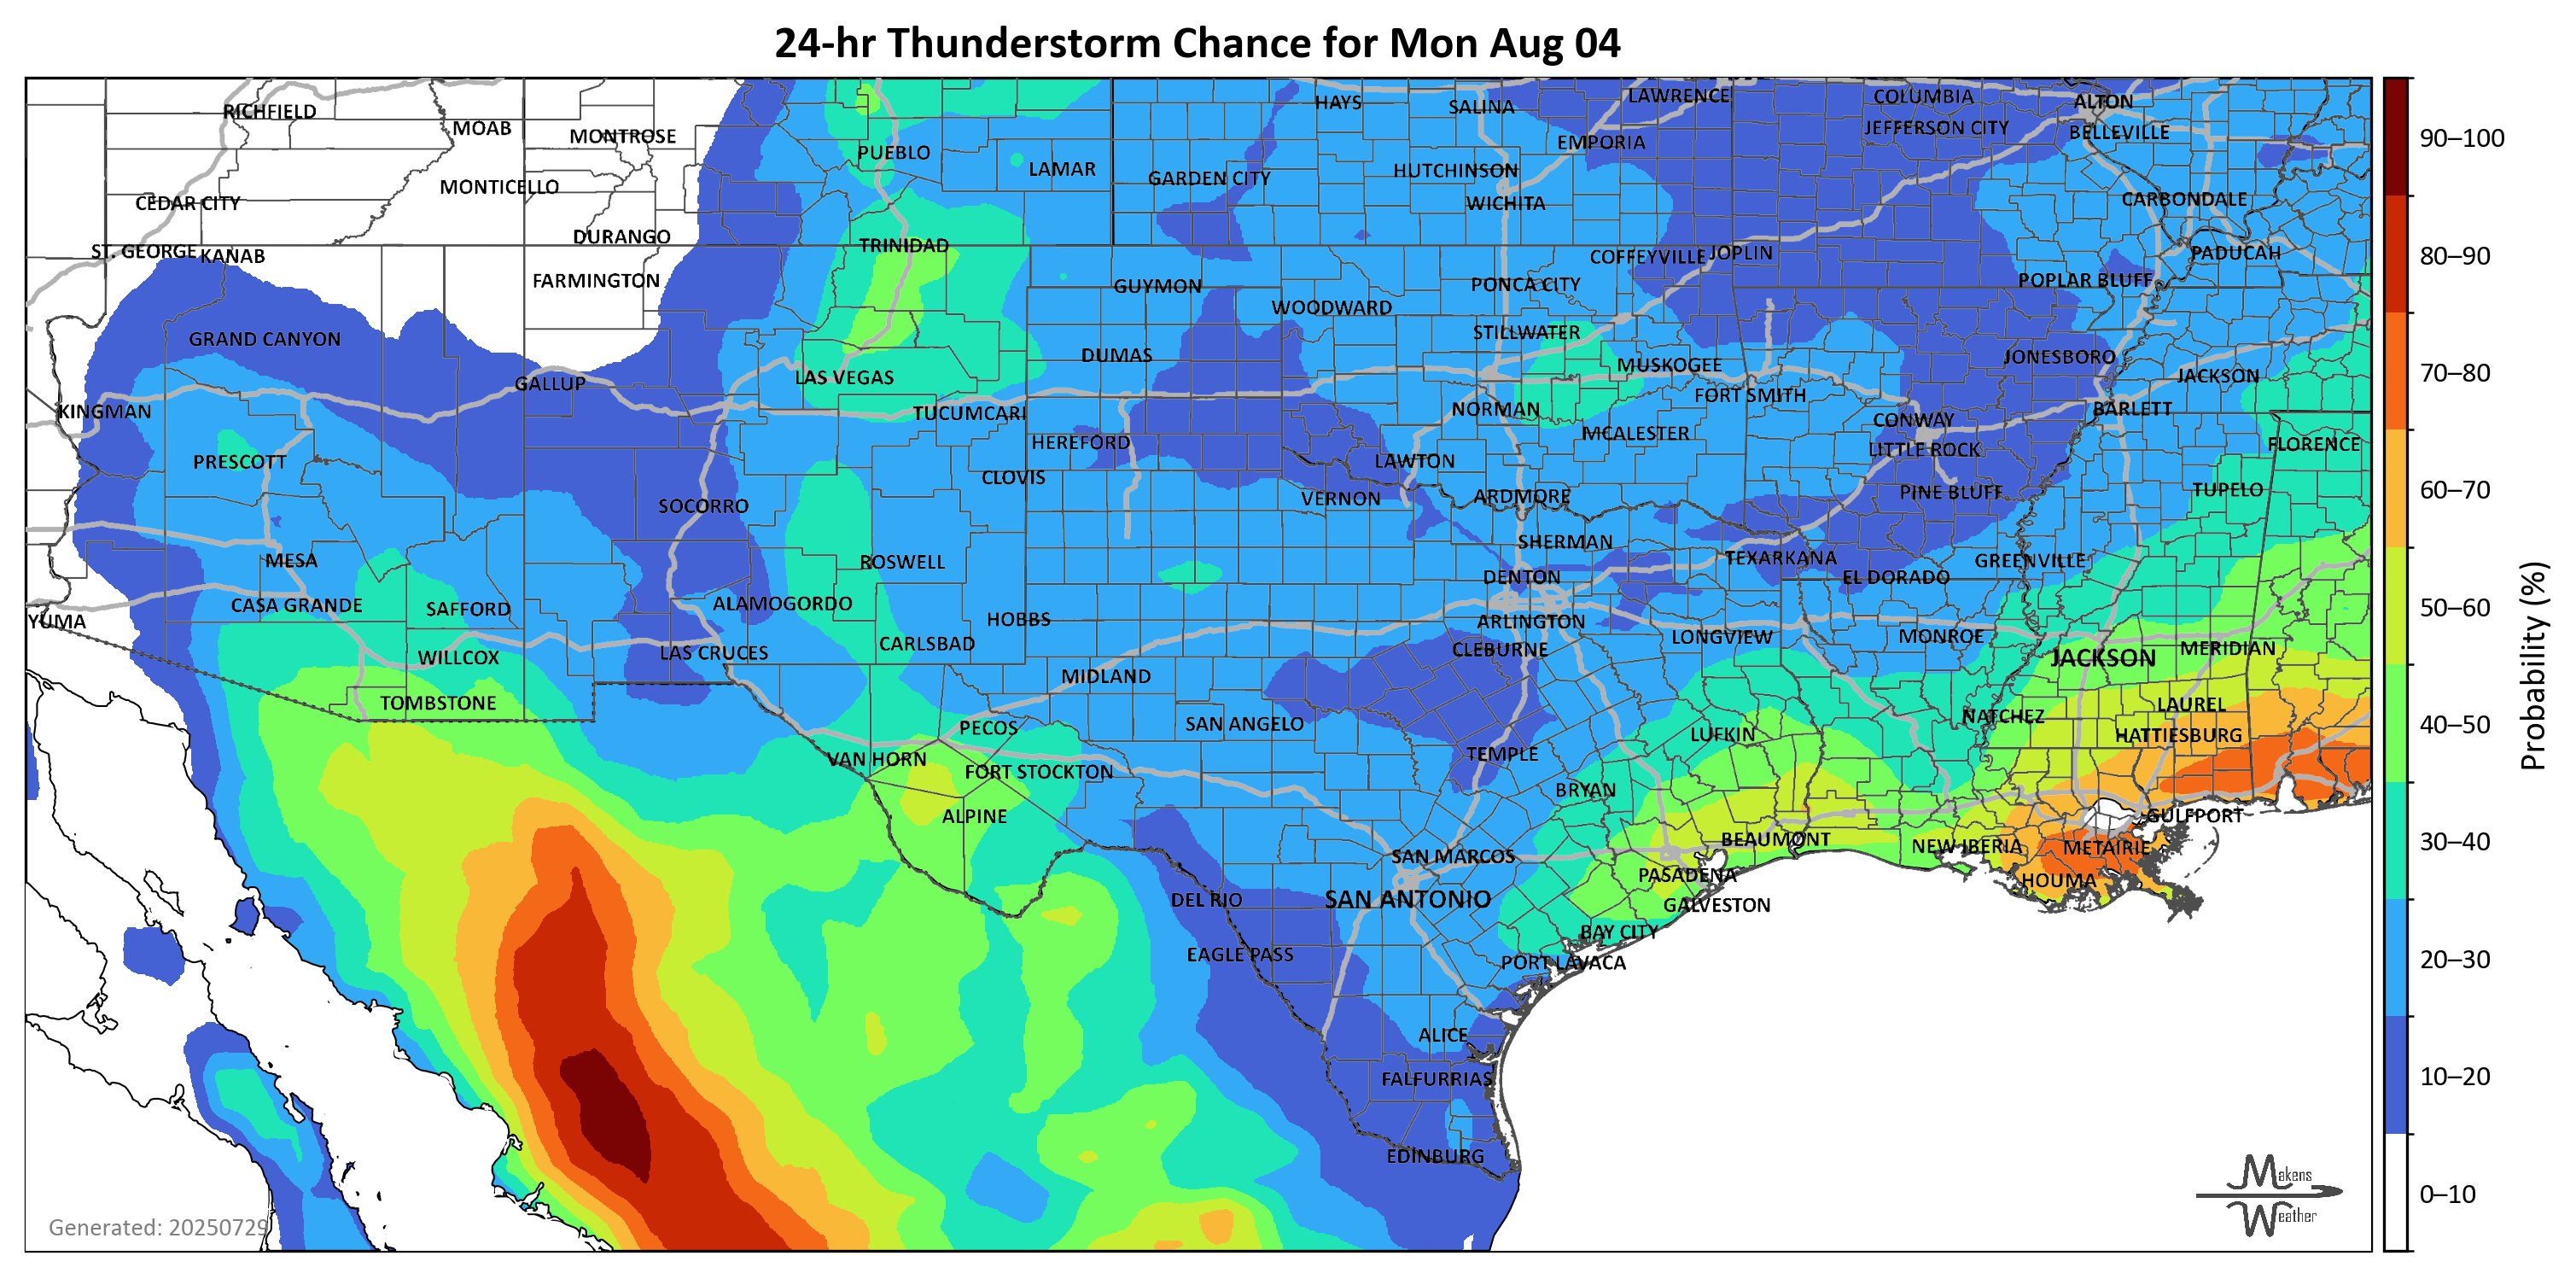 24-hr Thunderstorm Chance for Mon Aug 04
RICHFIELD
MOAB
MONTROSE
PUEBLO
LAMAR
HAYS
SALINA
LAWRENCE
COLUMBIA
ALTON
EMPORIA
JEFFERSON CITY
BELLEVILLE
MONTICELLO
GARDEN CITY
HUTCHINSON
CEDAR CITY
WICHITA
CARBONDALE
ST. GEORGE
KANAB
DURANGO
TRINIDAD
COFFEYVILLE
JOPLIN
PADUCAH
FARMINGTON
GUYMON
PONCA CITY
POPLAR BLUFF
WOODWARD
GRAND CANYON
STILLWATER
DUMAS
MUSKOGEE
JONESBORO
GALLUP
LAS VEGAS
FORT SMITH
JACKSON
KINGMAN
TUCUMCARI
NORMAN
BARLETT
CONWAY
PRESCOTT
HEREFORD
LAWTON
MCALESTER
LITTLE ROCK
FLORENCE
CLOVIS
SOCORRO
VERNON
ARDMORE
PINE BLUFF
TUPELO
MESA
ROSWELL
SHERMAN
TEXARKANA
GREENVILLE
DENTON
EL DORADO
CASA GRANDE
SAFFORD
ALAMOGORDO
YUMA
HOBBS
ARLINGTON
LONGVIEW
MONROE
WILLCOX
LAS CRUCES
CARLSBAD
CLEBURNE
JACKSON
MERIDIAN
TOMBSTONE
MIDLAND
PECOS
SAN ANGELO
LUFKIN
NATCHEZ
LAUREL
HATTIESBURG
VAN HORN
FORT STOCKTON
TEMPLE
BRYAN
ALPINE
BEAUMONT
GULFPORT
SAN MARCOS
NEW IBERIA
METAIRIE
PASADENA
HOUMA
DEL RIO
SAN ANTONIO
GALVESTON
BAY CITY
EAGLE PASS
PORT LAVACA
ALICE
FALFURRIAS
EDINBURG
Generated: 20250729
Makens
Weather
90–100
80–90
70–80
60–70
50–60
40–50
30–40
20–30
10–20
0–10
Probability (%)